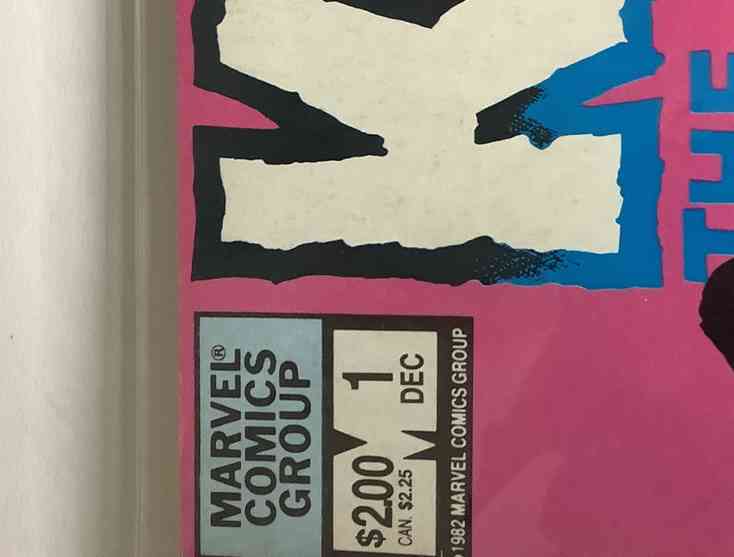 K
THE
MARVEL®
COMICS
GROUP
$2.00
CAN. $2.25
1
DEC
1982 MARVEL COMICS GROUP